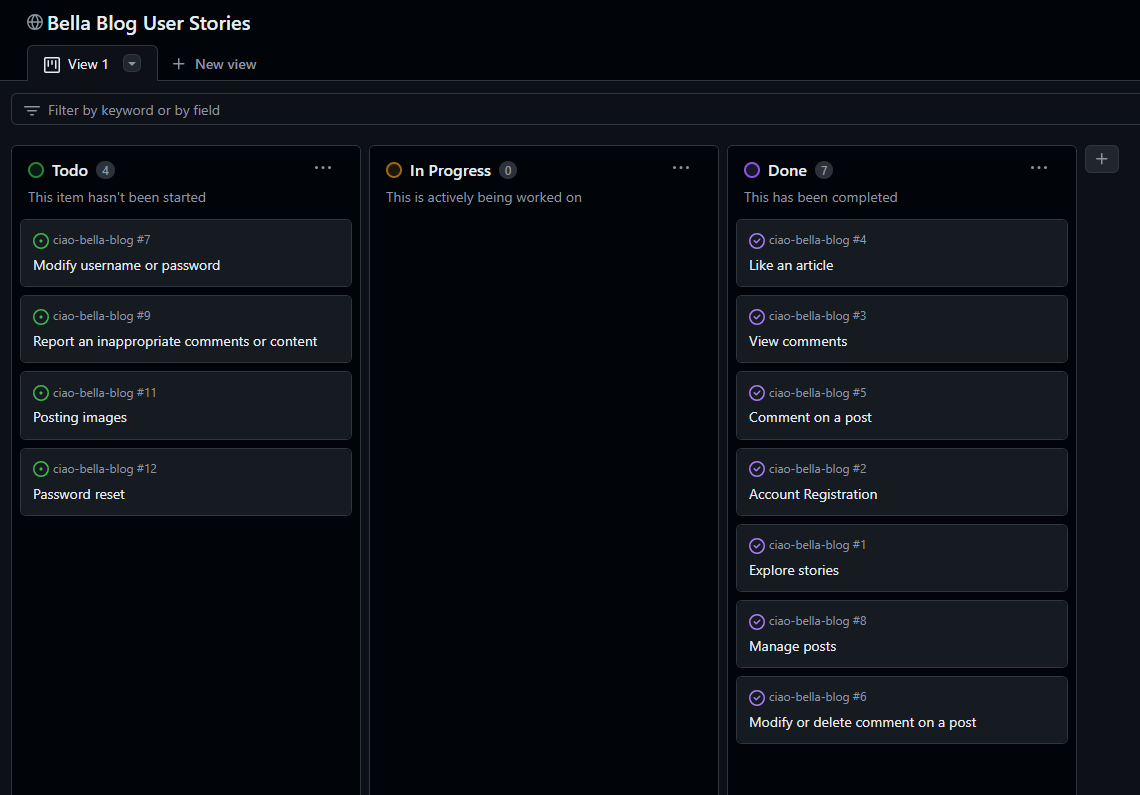 Bella Blog User Stories
View 1
New view
Filter by keyword or by field
Todo 4
This item hasn't been started
ciao-bella-blog #7
Modify username or password
ciao-bella-blog #9
Report an inappropriate comments or content
ciao-bella-blog #11
Posting images
ciao-bella-blog #12
Password reset
In Progress 0
This is actively being worked on
Done 7
This has been completed
ciao-bella-blog #4
Like an article
ciao-bella-blog #3
View comments
ciao-bella-blog #5
Comment on a post
ciao-bella-blog #2
Account Registration
ciao-bella-blog #1
Explore stories
ciao-bella-blog #8
Manage posts
ciao-bella-blog #6
Modify or delete comment on a post